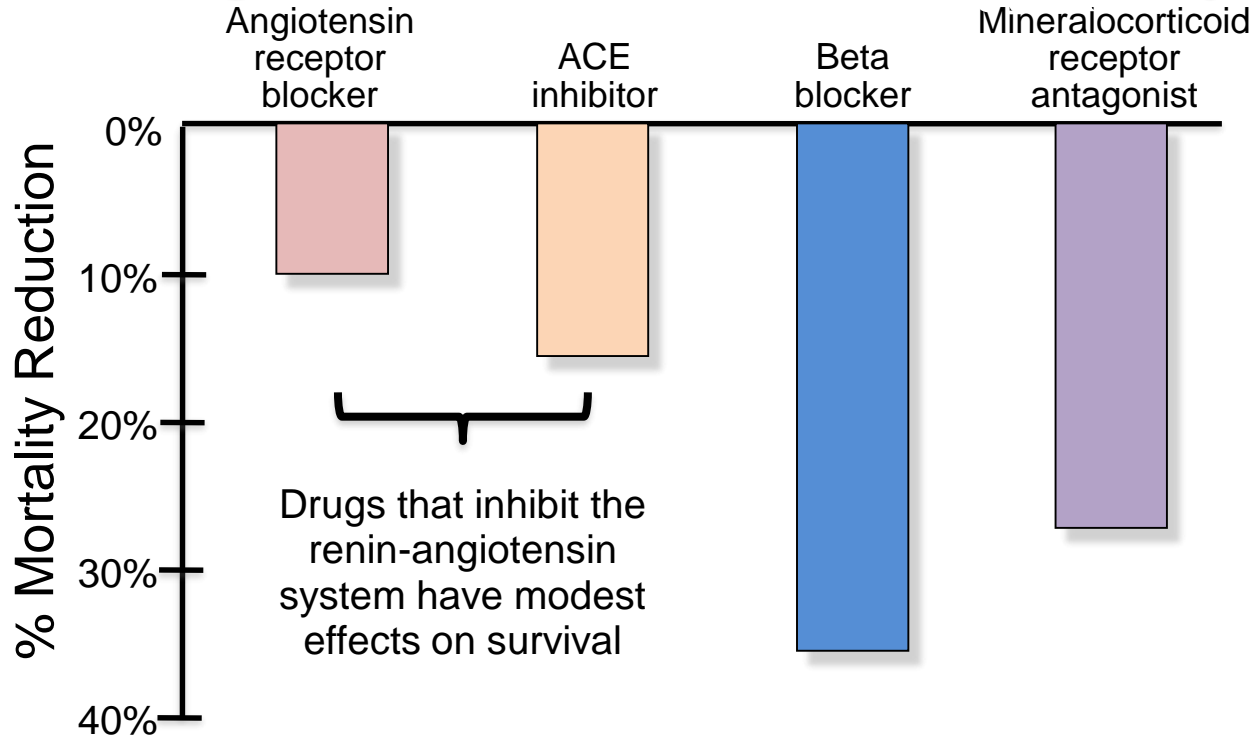 Angiotensin
receptor
blocker
ACE
inhibitor
Beta
blocker
Mineralocorticoid
receptor
antagonist
0%
10%
20%
30%
40%
% Mortality Reduction
Drugs that inhibit the
renin-angiotensin
system have modest
effects on survival